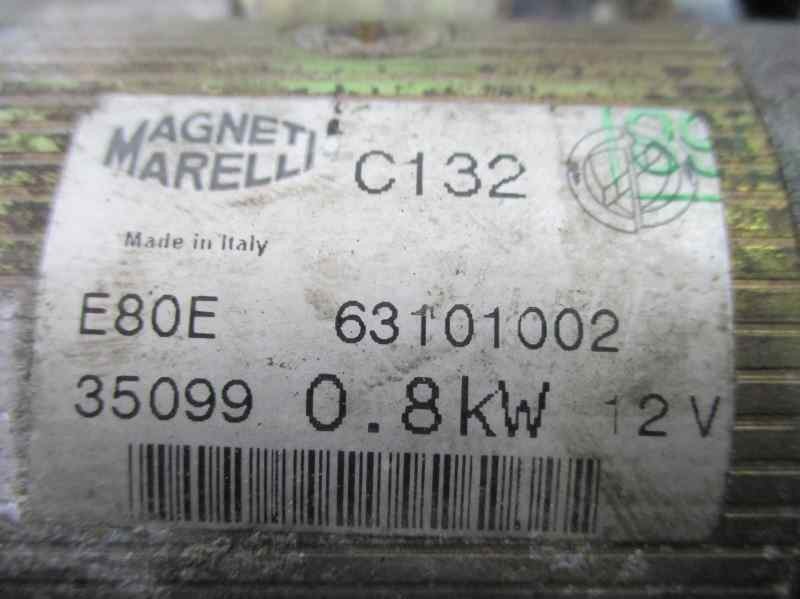 MAGNETI
MARELLI
C132
Made in Italy
E80E 63101002
35099 0.8kW 12V